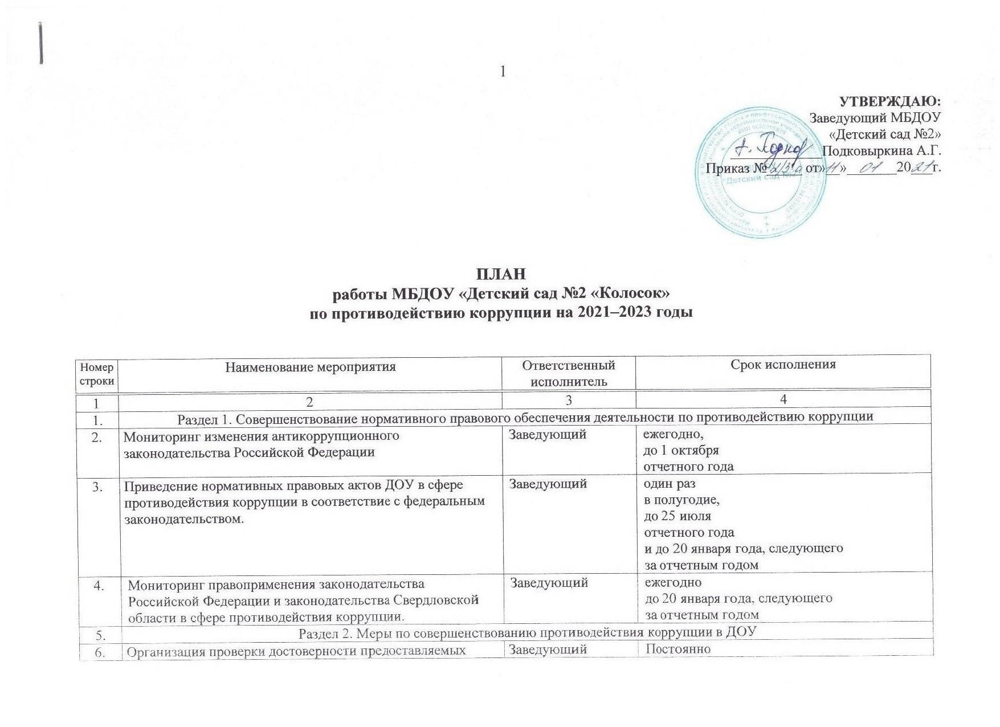 1
УТВЕРЖДАЮ:
Заведующий МБДОУ
«Детский сад №2»
Подковыркина А.Г.
Приказ № от»11»01 2021г.
"Детский сад №2"
ПЛАН
работы МБДОУ «Детский сад №2 «Колосок»
по противодействию коррупции на 2021–2023 годы
Номер строки
Наименование мероприятия
Ответственный исполнитель
Срок исполнения
1 2 3 4
1. Раздел 1. Совершенствование нормативного правового обеспечения деятельности по противодействию коррупции
2. Мониторинг изменения антикоррупционного
законодательства Российской Федерации
Заведующий
ежегодно,
до 1 октября
отчетного года
3. Приведение нормативных правовых актов ДОУ в сфере
противодействия коррупции в соответствие с федеральным
законодательством.
Заведующий
один раз
в полугодие,
до 25 июля
отчетного года
и до 20 января года, следующего
за отчетным годом
4. Мониторинг правоприменения законодательства
Российской Федерации и законодательства Свердловской
области в сфере противодействия коррупции.
Заведующий
ежегодно
до 20 января года, следующего
за отчетным годом
5. Раздел 2. Меры по совершенствованию противодействия коррупции в ДОУ
6. Организация проверки достоверности предоставляемых
Заведующий
Постоянно